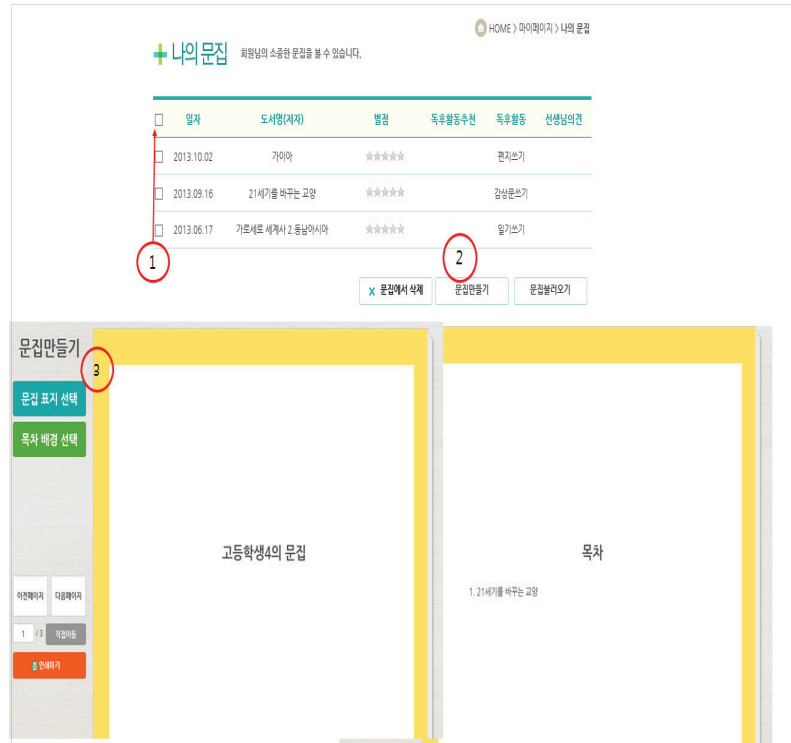 HOME > 마이페이지 > 나의 문집
나의 문집 회원님의 소중한 문집을 볼 수 있습니다.
일자 도서명(저자) 별점 독후활동추천 독후활동 선생님의견
2013.10.02 가이아 ★★★★★ 편지쓰기
2013.09.16 21세기를 바꾸는 교양 ★★★★★ 감상문쓰기
2013.06.17 가로세로 세계사 2.동남아시아 ★★★★★ 일기쓰기
1
2
x 문집에서 삭제 문집만들기 문집불러오기
문집만들기
3
문집 표지 선택
목차 배경 선택
고등학생4의 문집
목차
1. 21세기를 바꾸는 교양
이전페이지 다음페이지
1 / 3 직접이동
인쇄하기